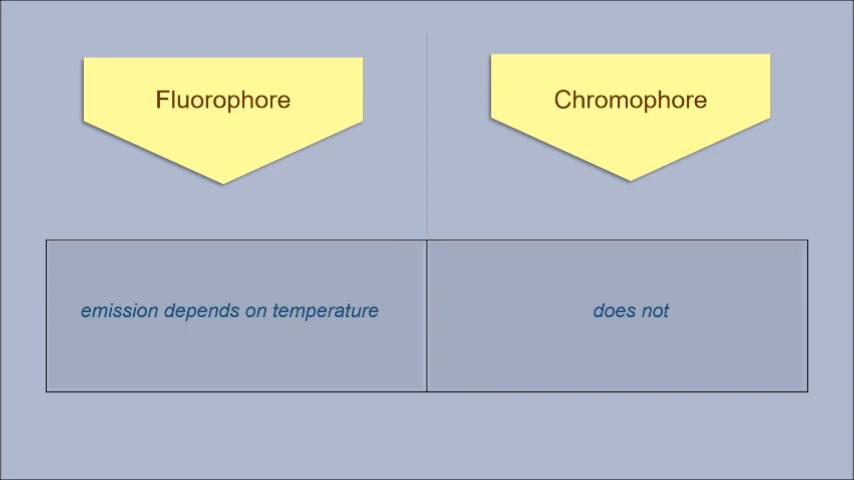 Fluorophore
Chromophore
emission depends on temperature
does not